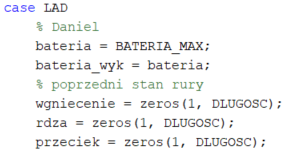 case LAD
% Daniel
bateria = BATERIA_MAX;
bateria_wyk = bateria;
% poprzedni stan rury
wgniecenie = zeros(1, DLUGOSC);
rdza = zeros(1, DLUGOSC);
przeciek = zeros(1, DLUGOSC);